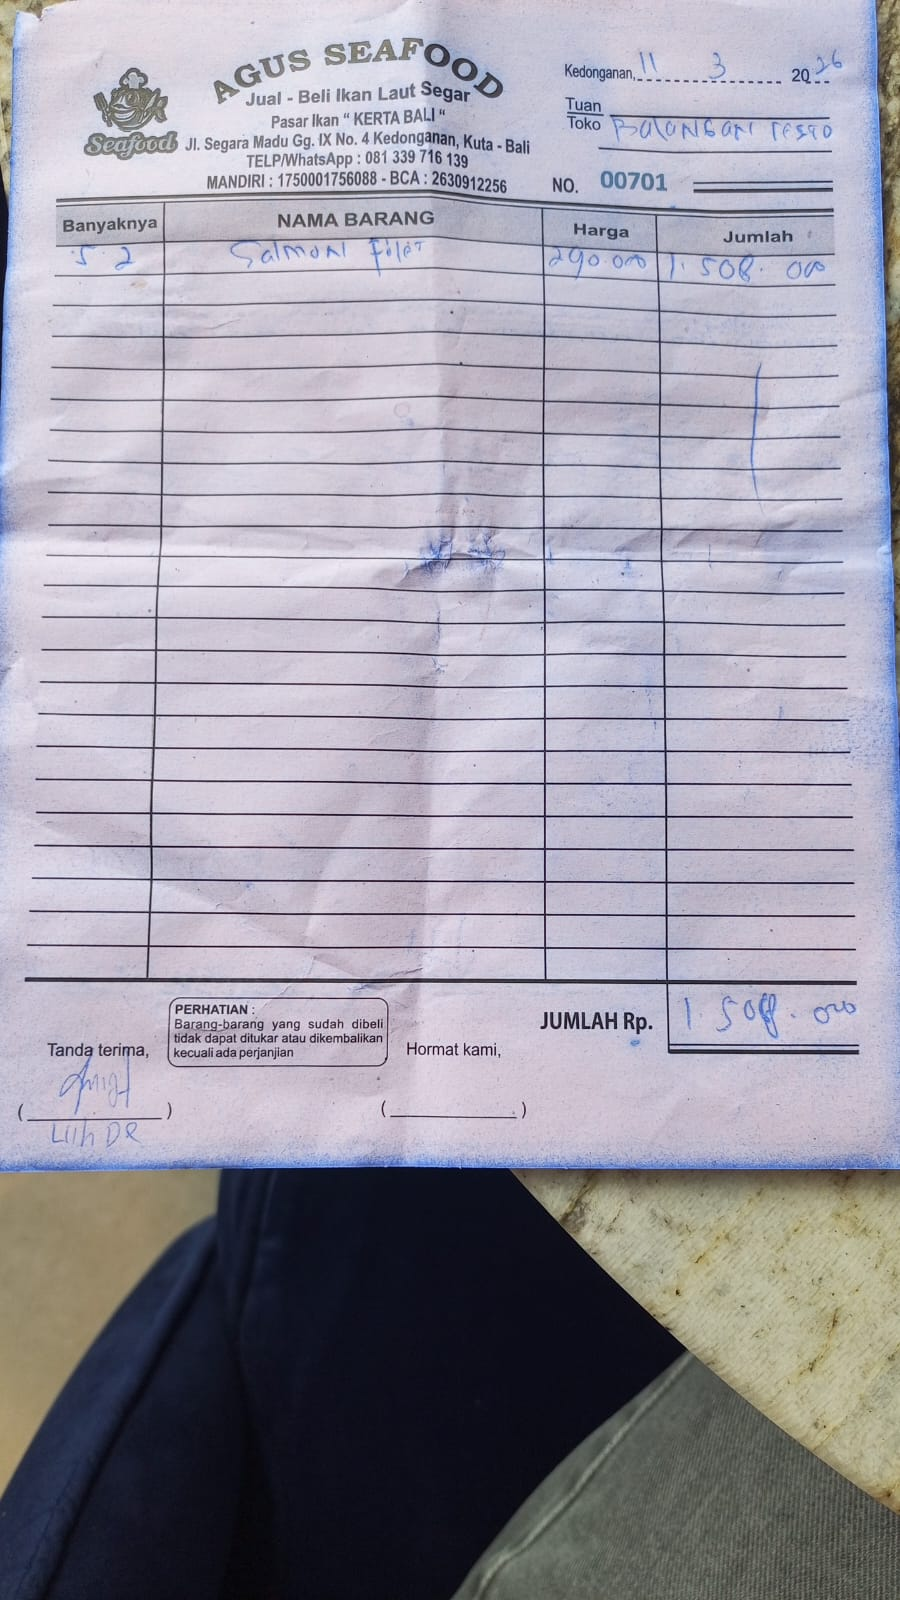 AGUS SEAFOOD
Seafood
Jual - Beli Ikan Laut Segar
Pasar Ikan " KERTA BALI "
Jl. Segara Madu Gg. IX No. 4 Kedonganan, Kuta - Bali
TELP/WhatsApp : 081 339 716 139
MANDIRI : 1750001756088 - BCA : 2630912256
Kedonganan, 11 3 2026
Tuan
Toko BALANGAN
NO. 00701
Banyaknya NAMA BARANG Harga Jumlah
5.2 Salmon Filet 290.000 1.508.000
JUMLAH Rp. 1.508.000
PERHATIAN :
Barang-barang yang sudah dibeli
tidak dapat ditukar atau dikembalikan
kecuali ada perjanjian
Tanda terima, Hormat kami,
( ) ( )